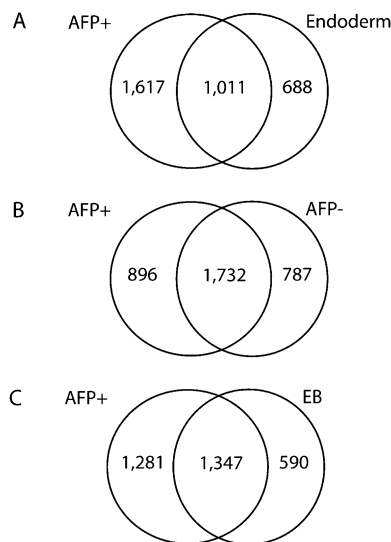 A AFP+ Endoderm
1,617 1,011 688
B AFP+ AFP-
896 1,732 787
C AFP+ EB
1,281 1,347 590